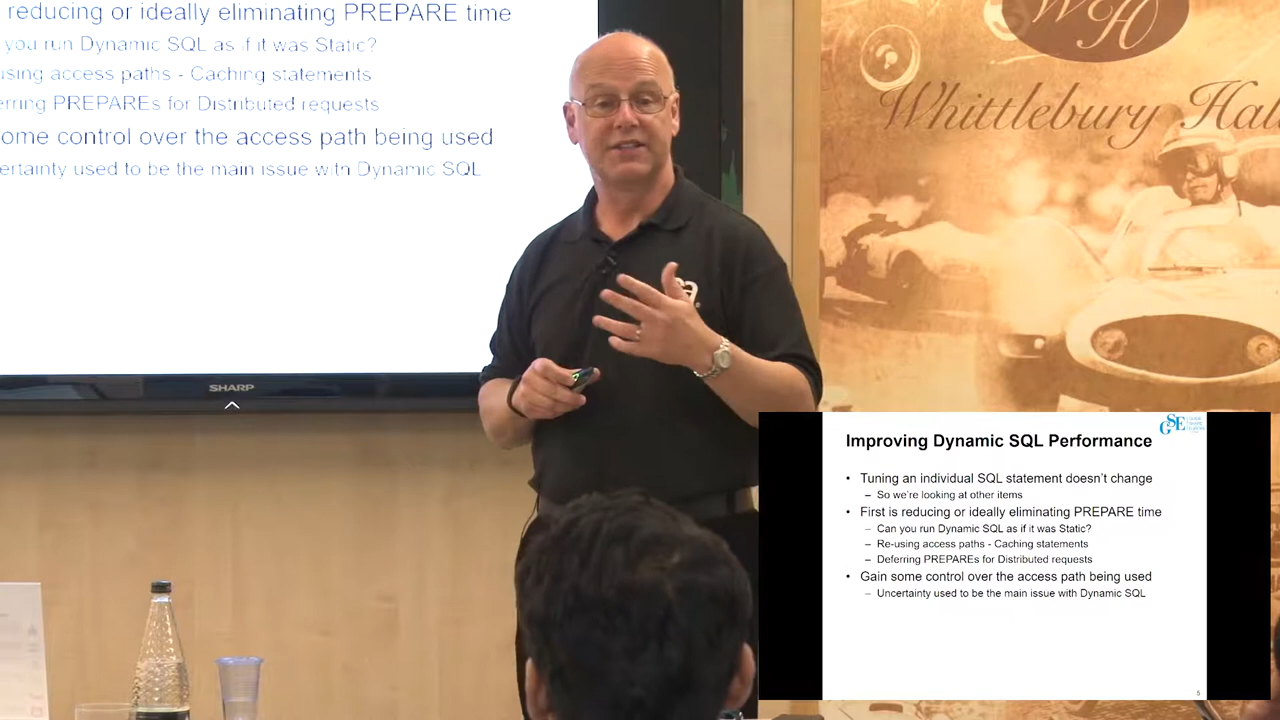 reducing or ideally eliminating PREPARE time
you run Dynamic SQL as if it was Static?
using access paths - Caching statements
erring PREPAREs for Distributed requests
ome control over the access path being used
ertainty used to be the main issue with Dynamic SQL
SHARP
WH
Whittlebury Hal
GSE
Improving Dynamic SQL Performance
• Tuning an individual SQL statement doesn't change
– So we're looking at other items
• First is reducing or ideally eliminating PREPARE time
– Can you run Dynamic SQL as if it was Static?
– Re-using access paths - Caching statements
– Deferring PREPAREs for Distributed requests
• Gain some control over the access path being used
– Uncertainty used to be the main issue with Dynamic SQL
5